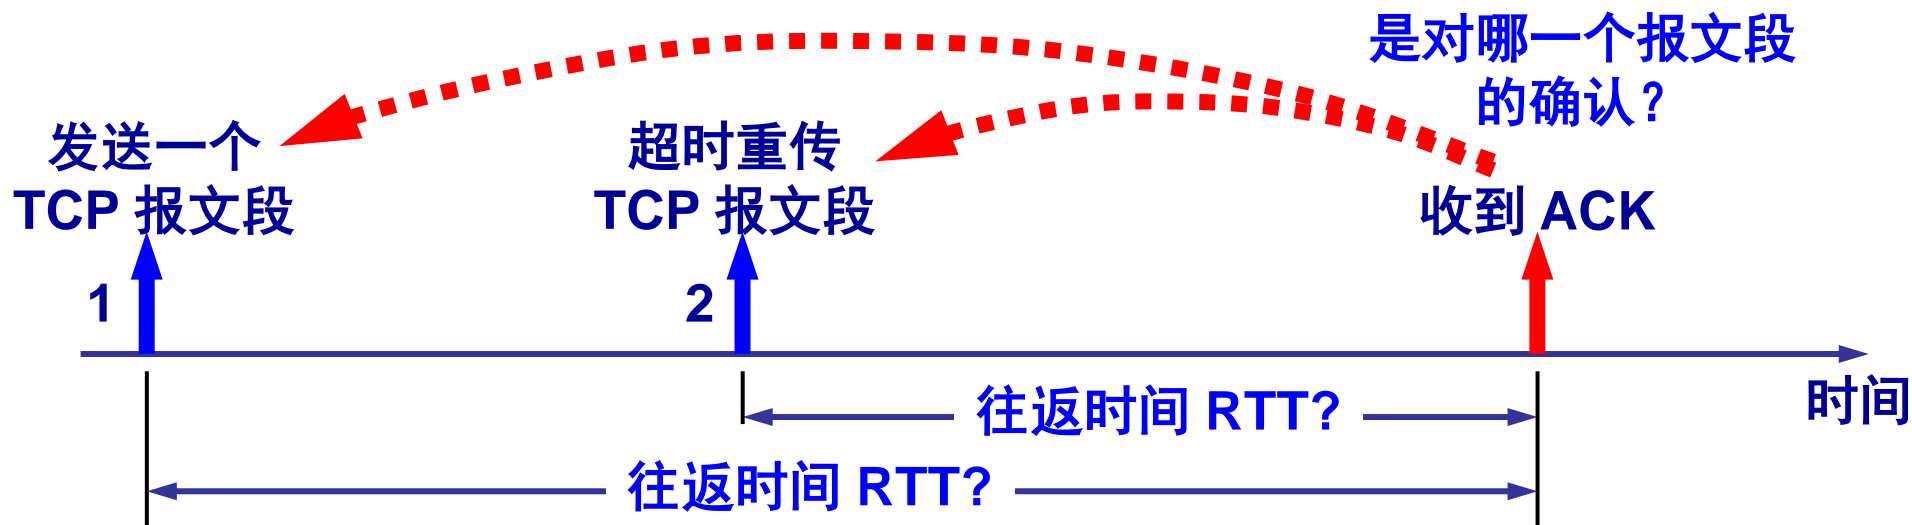 是对哪一个报文段
的确认？
发送一个
TCP 报文段
超时重传
TCP 报文段
收到 ACK
1
2
时间
往返时间 RTT?
往返时间 RTT?